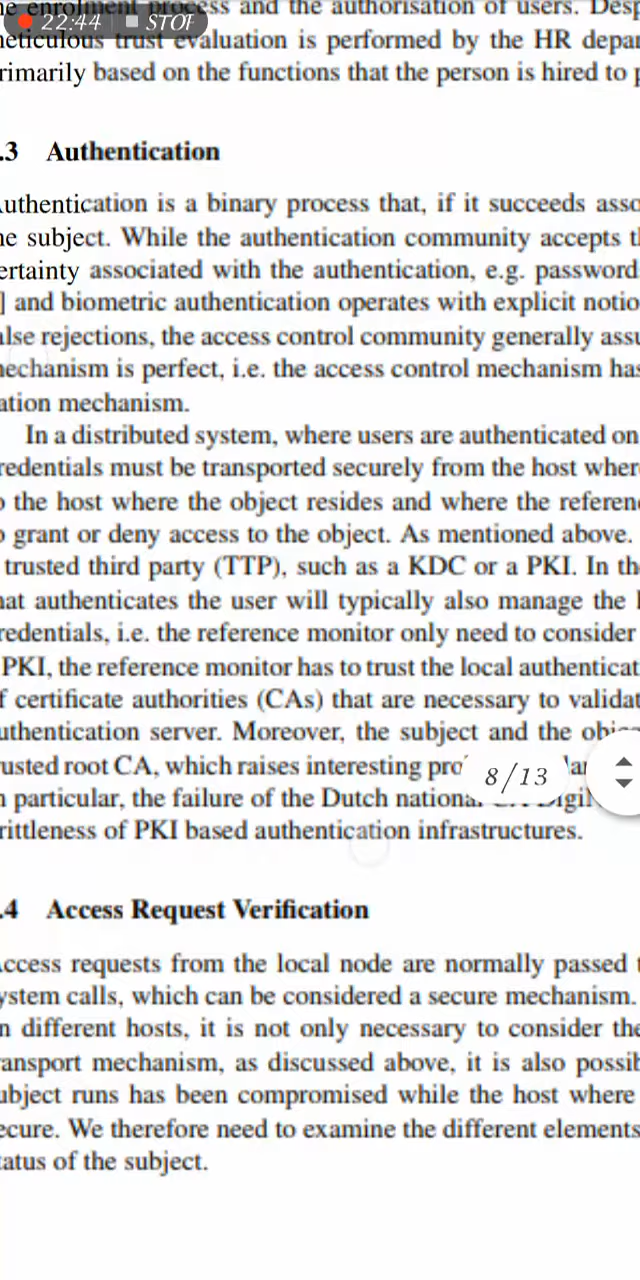 ne enrolment process and the authorisation of users. Desp
22:44 STOP
neticulous trust evaluation is performed by the HR depar
rimarily based on the functions that the person is hired to p
.3 Authentication
uthentication is a binary process that, if it succeeds asso
he subject. While the authentication community accepts th
ertainty associated with the authentication, e.g. password
] and biometric authentication operates with explicit notio
alse rejections, the access control community generally assu
nechanism is perfect, i.e. the access control mechanism has
ation mechanism.
In a distributed system, where users are authenticated on
redentials must be transported securely from the host where
o the host where the object resides and where the referenc
o grant or deny access to the object. As mentioned above.
trusted third party (TTP), such as a KDC or a PKI. In the
hat authenticates the user will typically also manage the l
redentials, i.e. the reference monitor only need to consider
PKI, the reference monitor has to trust the local authenticat
f certificate authorities (CAs) that are necessary to validat
uthentication server. Moreover, the subject and the obje
rusted root CA, which raises interesting pro
8/13
n particular, the failure of the Dutch national CA Digi
rittleness of PKI based authentication infrastructures.
.4 Access Request Verification
ccess requests from the local node are normally passed t
ystem calls, which can be considered a secure mechanism.
n different hosts, it is not only necessary to consider the
ransport mechanism, as discussed above, it is also possib
ubject runs has been compromised while the host where
ecure. We therefore need to examine the different elements
tatus of the subject.